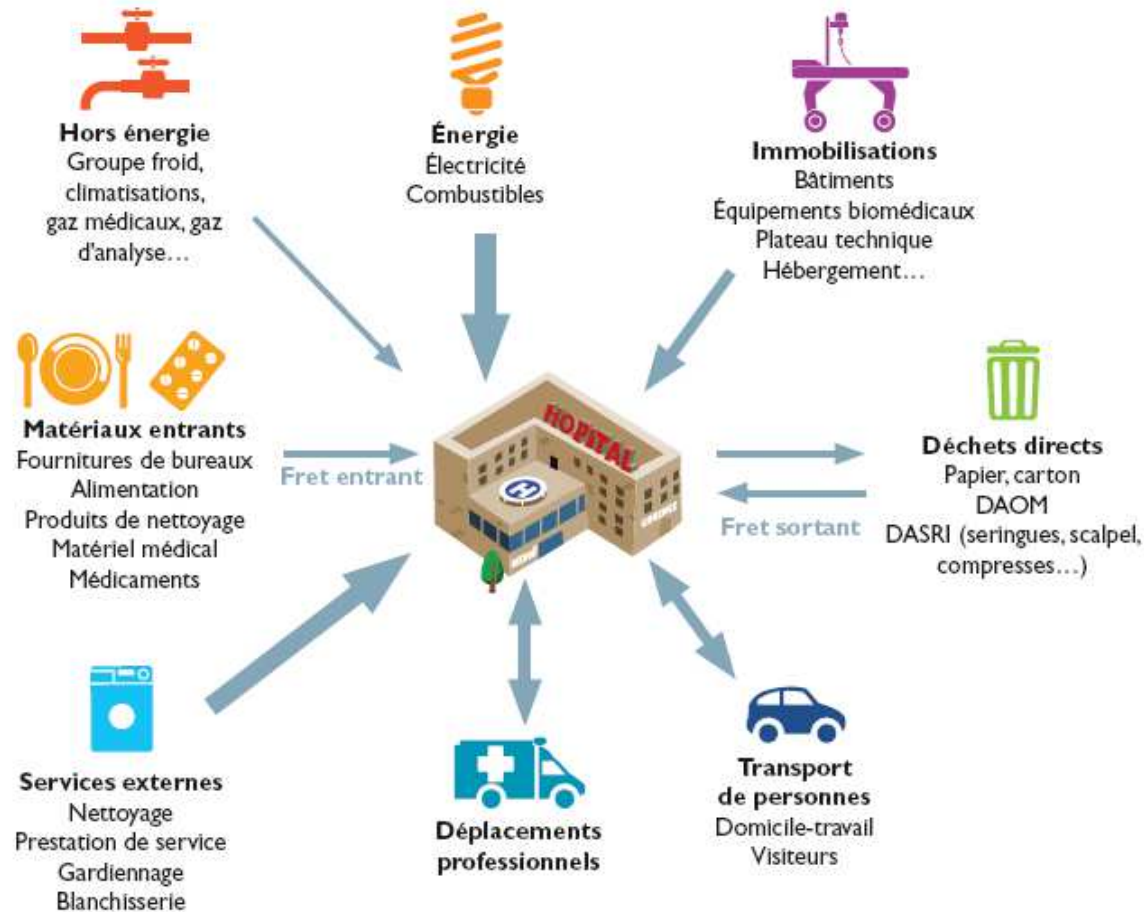 Hors énergie
Groupe froid,
climatisations,
gaz médicaux, gaz
d'analyse…
Énergie
Électricité
Combustibles
Immobilisations
Bâtiments
Équipements biomédicaux
Plateau technique
Hébergement…
Matériaux entrants
Fournitures de bureaux
Alimentation
Produits de nettoyage
Matériel médical
Médicaments
Fret entrant
HOPITAL
H
Fret sortant
Déchets directs
Papier, carton
DAOM
DASRI (seringues, scalpel,
compresses…)
Services externes
Nettoyage
Prestation de service
Gardiennage
Blanchisserie
Déplacements
professionnels
Transport
de personnes
Domicile-travail
Visiteurs